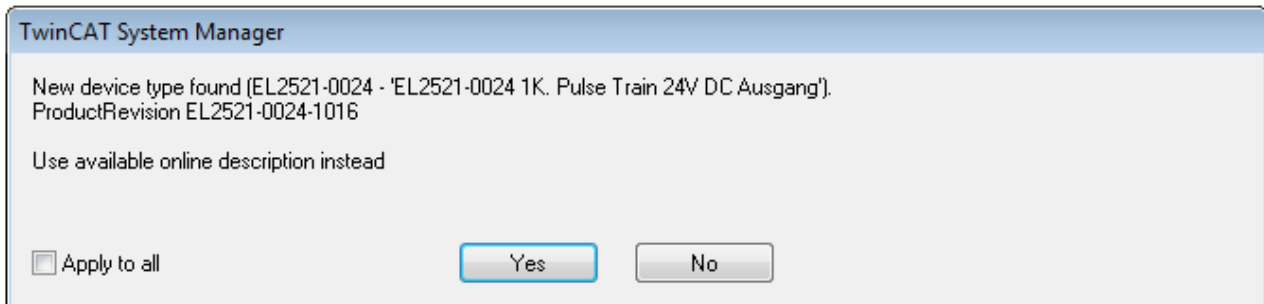 TwinCAT System Manager
New device type found (EL2521-0024 - 'EL2521-0024 1K. Pulse Train 24V DC Ausgang').
ProductRevision EL2521-0024-1016
Use available online description instead
Apply to all
Yes
No